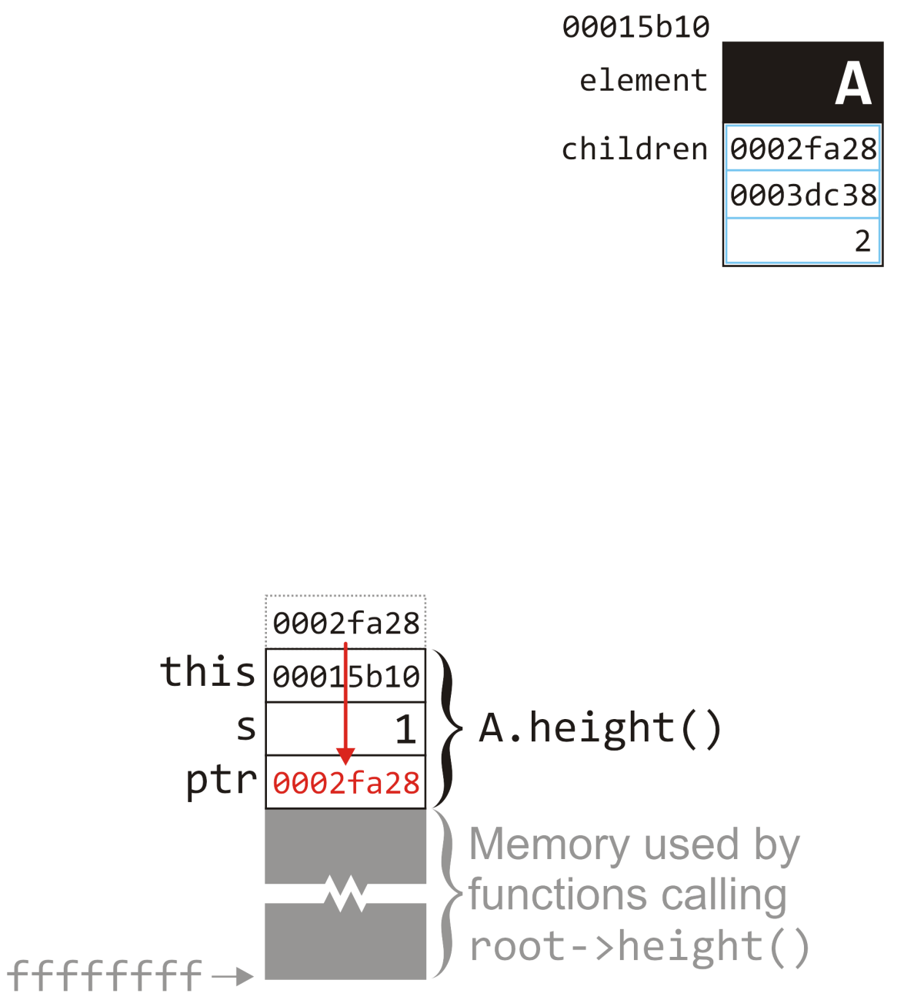 00015b10
element A
children 0002fa28
0003dc38
2
0002fa28
this 00015b10
s 1
A.height()
ptr 0002fa28
Memory used by
functions calling
root->height()
ffffffff